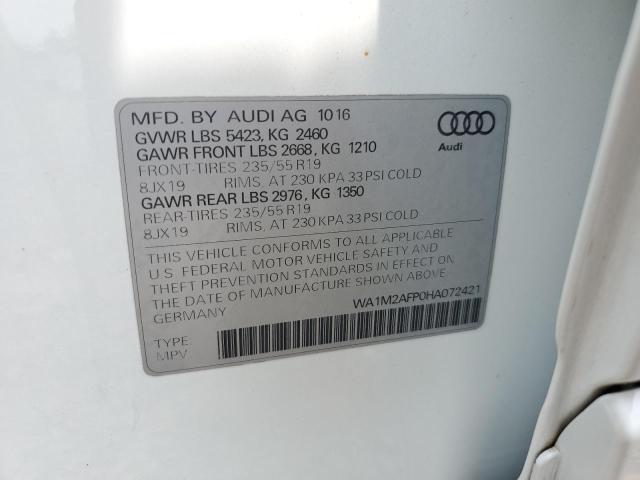 MFD. BY AUDI AG 1016
GVWR LBS 5423, KG 2460
GAWR FRONT LBS 2668, KG 1210
FRONT-TIRES 235/55 R19
8JX19 RIMS, AT 230 KPA 33 PSI COLD
GAWR REAR LBS 2976, KG 1350
REAR-TIRES 235/55 R19
8JX19 RIMS, AT 230 KPA 33 PSI COLD
Audi
THIS VEHICLE CONFORMS TO ALL APPLICABLE
U.S. FEDERAL MOTOR VEHICLE SAFETY AND
THEFT PREVENTION STANDARDS IN EFFECT ON
THE DATE OF MANUFACTURE SHOWN ABOVE.
GERMANY
WA1M2AFP0HA072421
TYPE
MPV